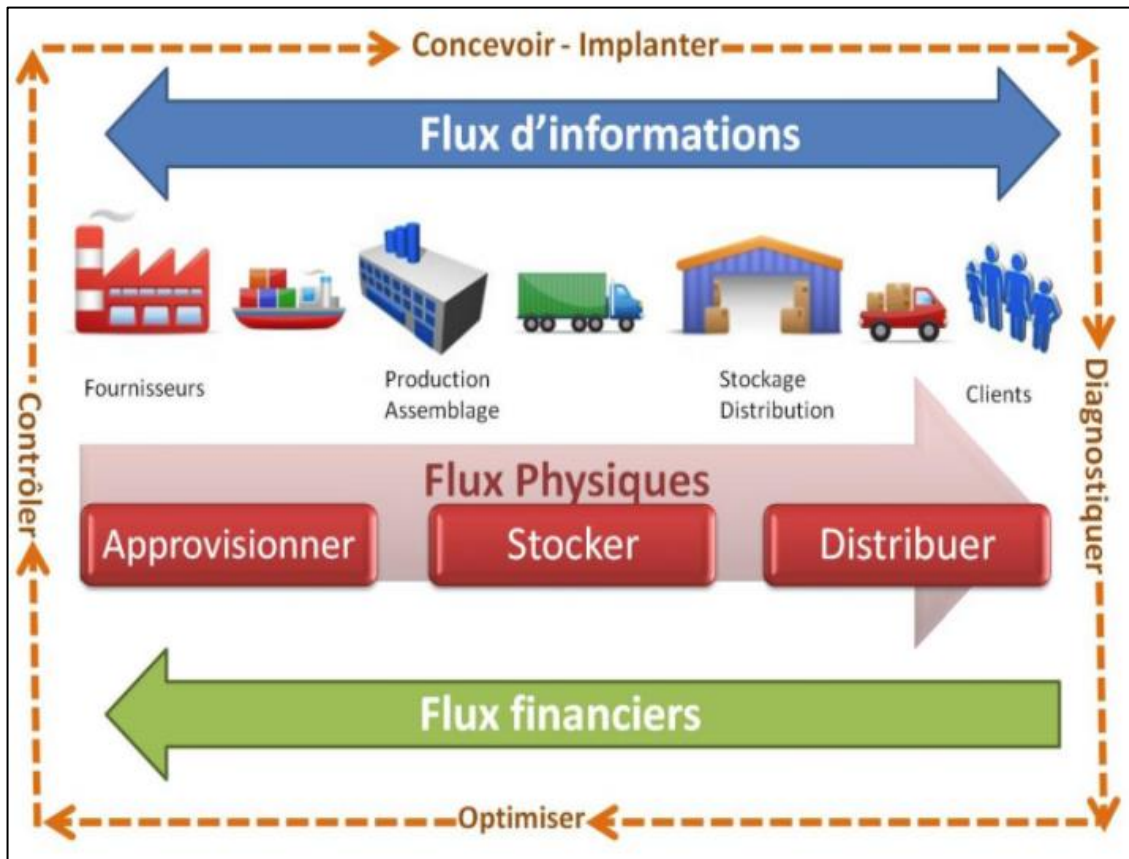 Concevoir - Implanter
Flux d'informations
Fournisseurs
Production
Assemblage
Stockage
Distribution
Clients
Contrôler
Diagnostiquer
Flux Physiques
Approvisionner
Stocker
Distribuer
Flux financiers
Optimiser